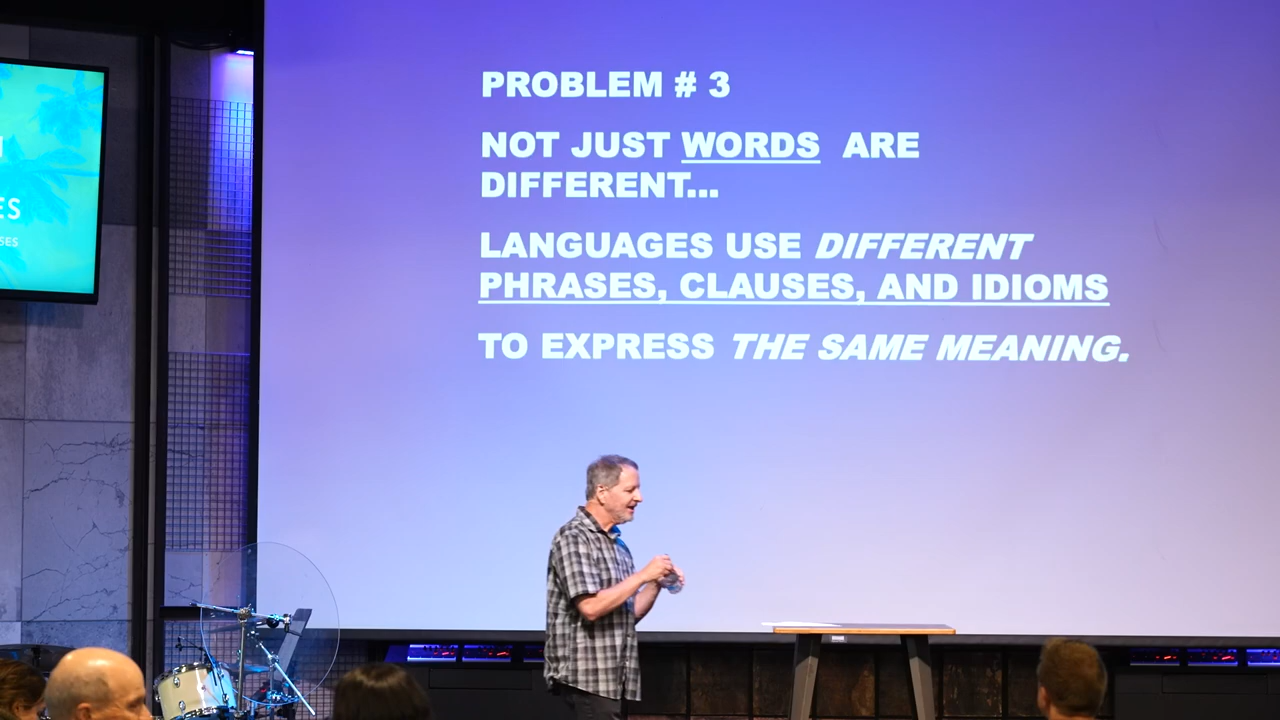 PROBLEM # 3
NOT JUST WORDS ARE
DIFFERENT...
LANGUAGES USE DIFFERENT
PHRASES, CLAUSES, AND IDIOMS
TO EXPRESS THE SAME MEANING.